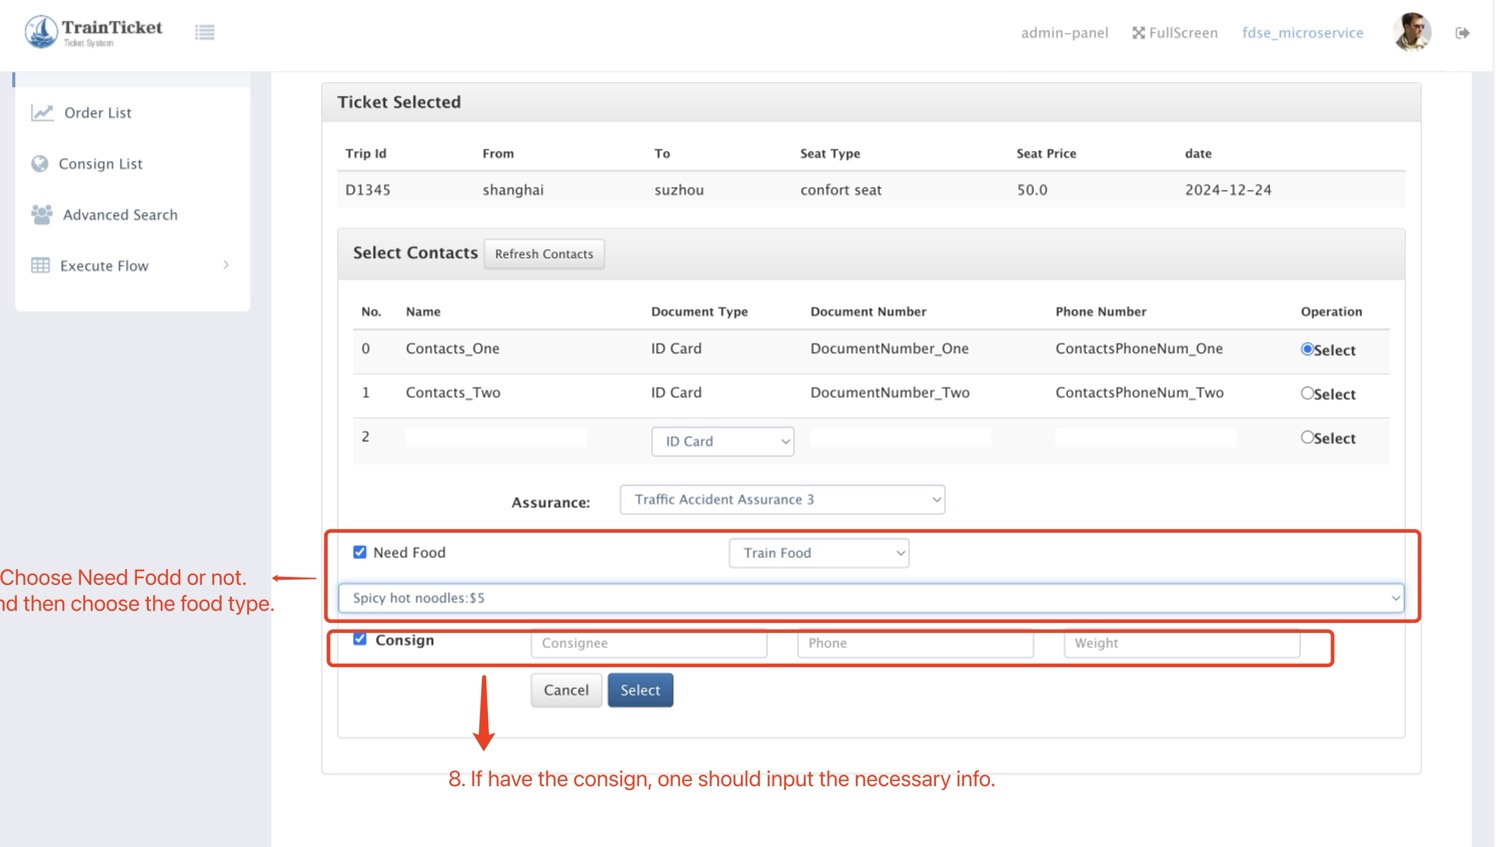 TrainTicket
Ticket System
admin-panel
FullScreen
fdse_microservice
Order List
Consign List
Advanced Search
Execute Flow
Ticket Selected
Trip Id From To Seat Type Seat Price date
D1345 shanghai suzhou confort seat 50.0 2024-12-24
Select Contacts Refresh Contacts
No. Name Document Type Document Number Phone Number Operation
0 Contacts_One ID Card DocumentNumber_One ContactsPhoneNum_One Select
1 Contacts_Two ID Card DocumentNumber_Two ContactsPhoneNum_Two Select
2 ID Card Select
Assurance: Traffic Accident Assurance 3
Need Food Train Food
Spicy hot noodles:$5
Choose Need Fodd or not.
nd then choose the food type.
Consign Consignee Phone Weight
Cancel Select
8. If have the consign, one should input the necessary info.